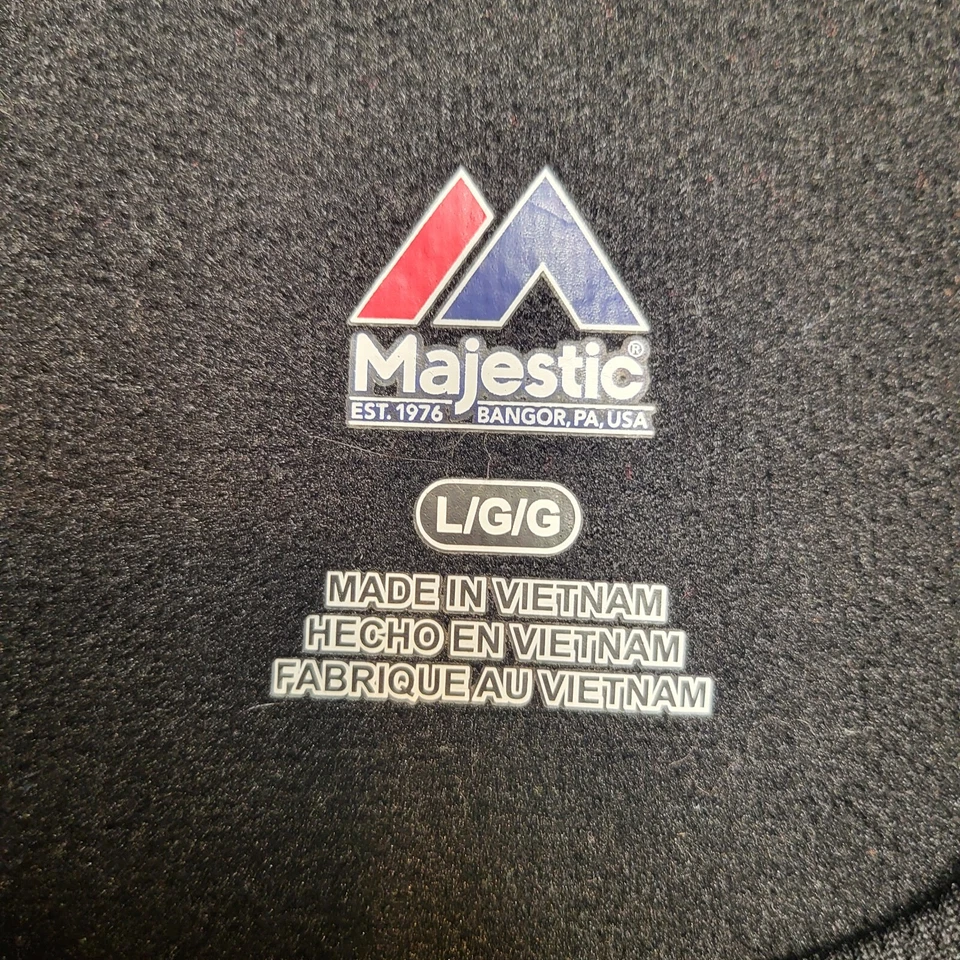 Majestic®
EST. 1976 BANGOR, PA, USA
L/G/G
MADE IN VIETNAM
HECHO EN VIETNAM
FABRIQUE AU VIETNAM